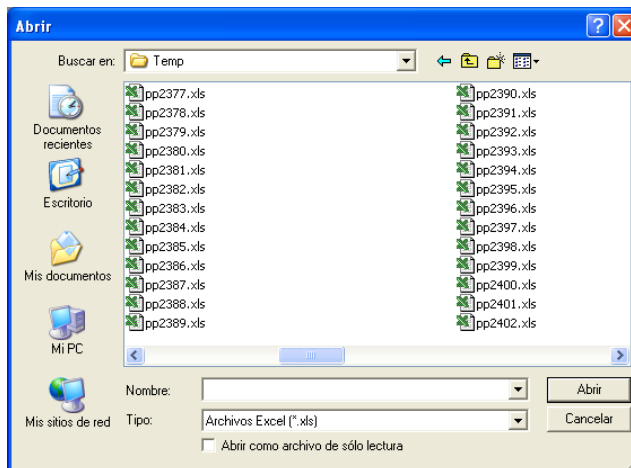 Abrir
Buscar en: Temp
Documentos
recientes
Escritorio
Mis documentos
Mi PC
Mis sitios de red
pp2377.xls
pp2378.xls
pp2379.xls
pp2380.xls
pp2381.xls
pp2382.xls
pp2383.xls
pp2384.xls
pp2385.xls
pp2386.xls
pp2387.xls
pp2388.xls
pp2389.xls
pp2390.xls
pp2391.xls
pp2392.xls
pp2393.xls
pp2394.xls
pp2395.xls
pp2396.xls
pp2397.xls
pp2398.xls
pp2399.xls
pp2400.xls
pp2401.xls
pp2402.xls
Nombre:
Abrir
Tipo: Archivos Excel (*.xls)
Cancelar
Abrir como archivo de sólo lectura